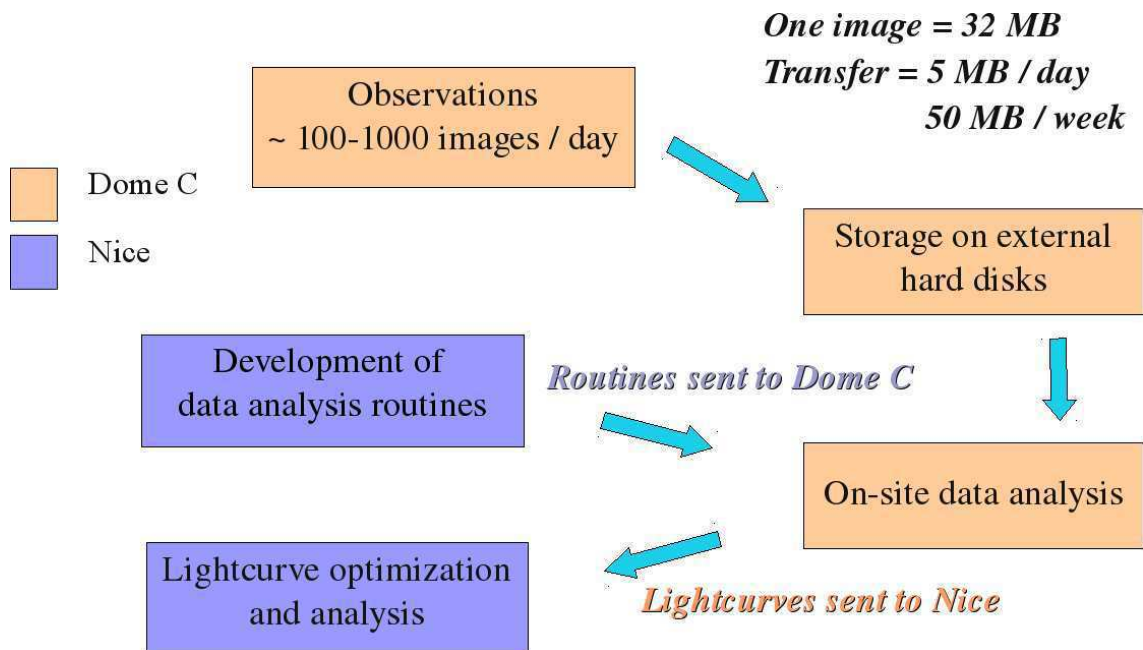 One image = 32 MB
Transfer = 5 MB / day
50 MB / week
Observations
~ 100-1000 images / day
Dome C
Nice
Storage on external
hard disks
Development of
data analysis routines
Routines sent to Dome C
On-site data analysis
Lightcurve optimization
and analysis
Lightcurves sent to Nice